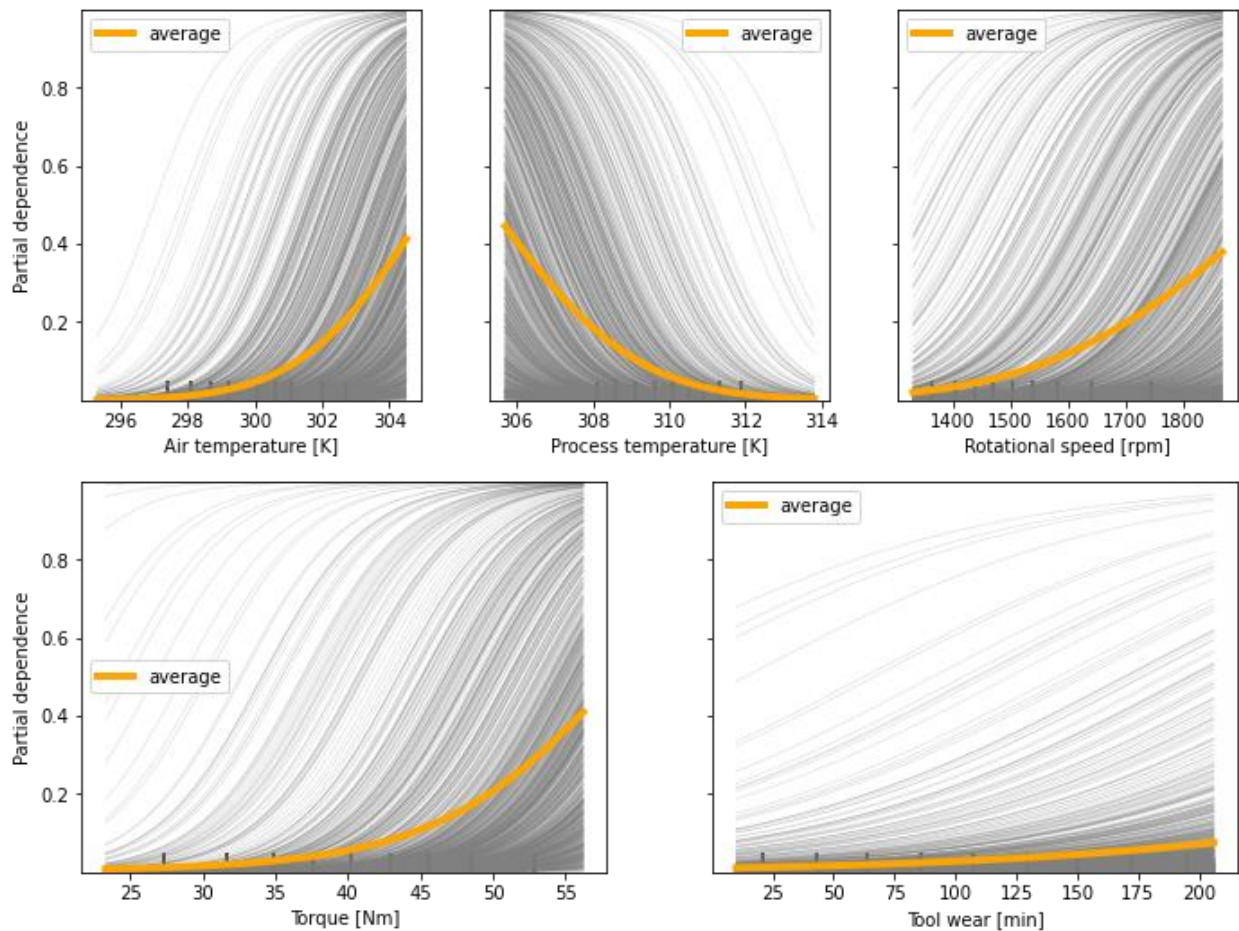 average
average
average
Partial dependence
0.8
0.6
0.4
0.2
296 298 300 302 304
306 308 310 312 314
1400 1500 1600 1700 1800
Air temperature [K]
Process temperature [K]
Rotational speed [rpm]
average
average
Partial dependence
0.8
0.6
0.4
0.2
25 30 35 40 45 50 55
25 50 75 100 125 150 175 200
Torque [Nm]
Tool wear [min]